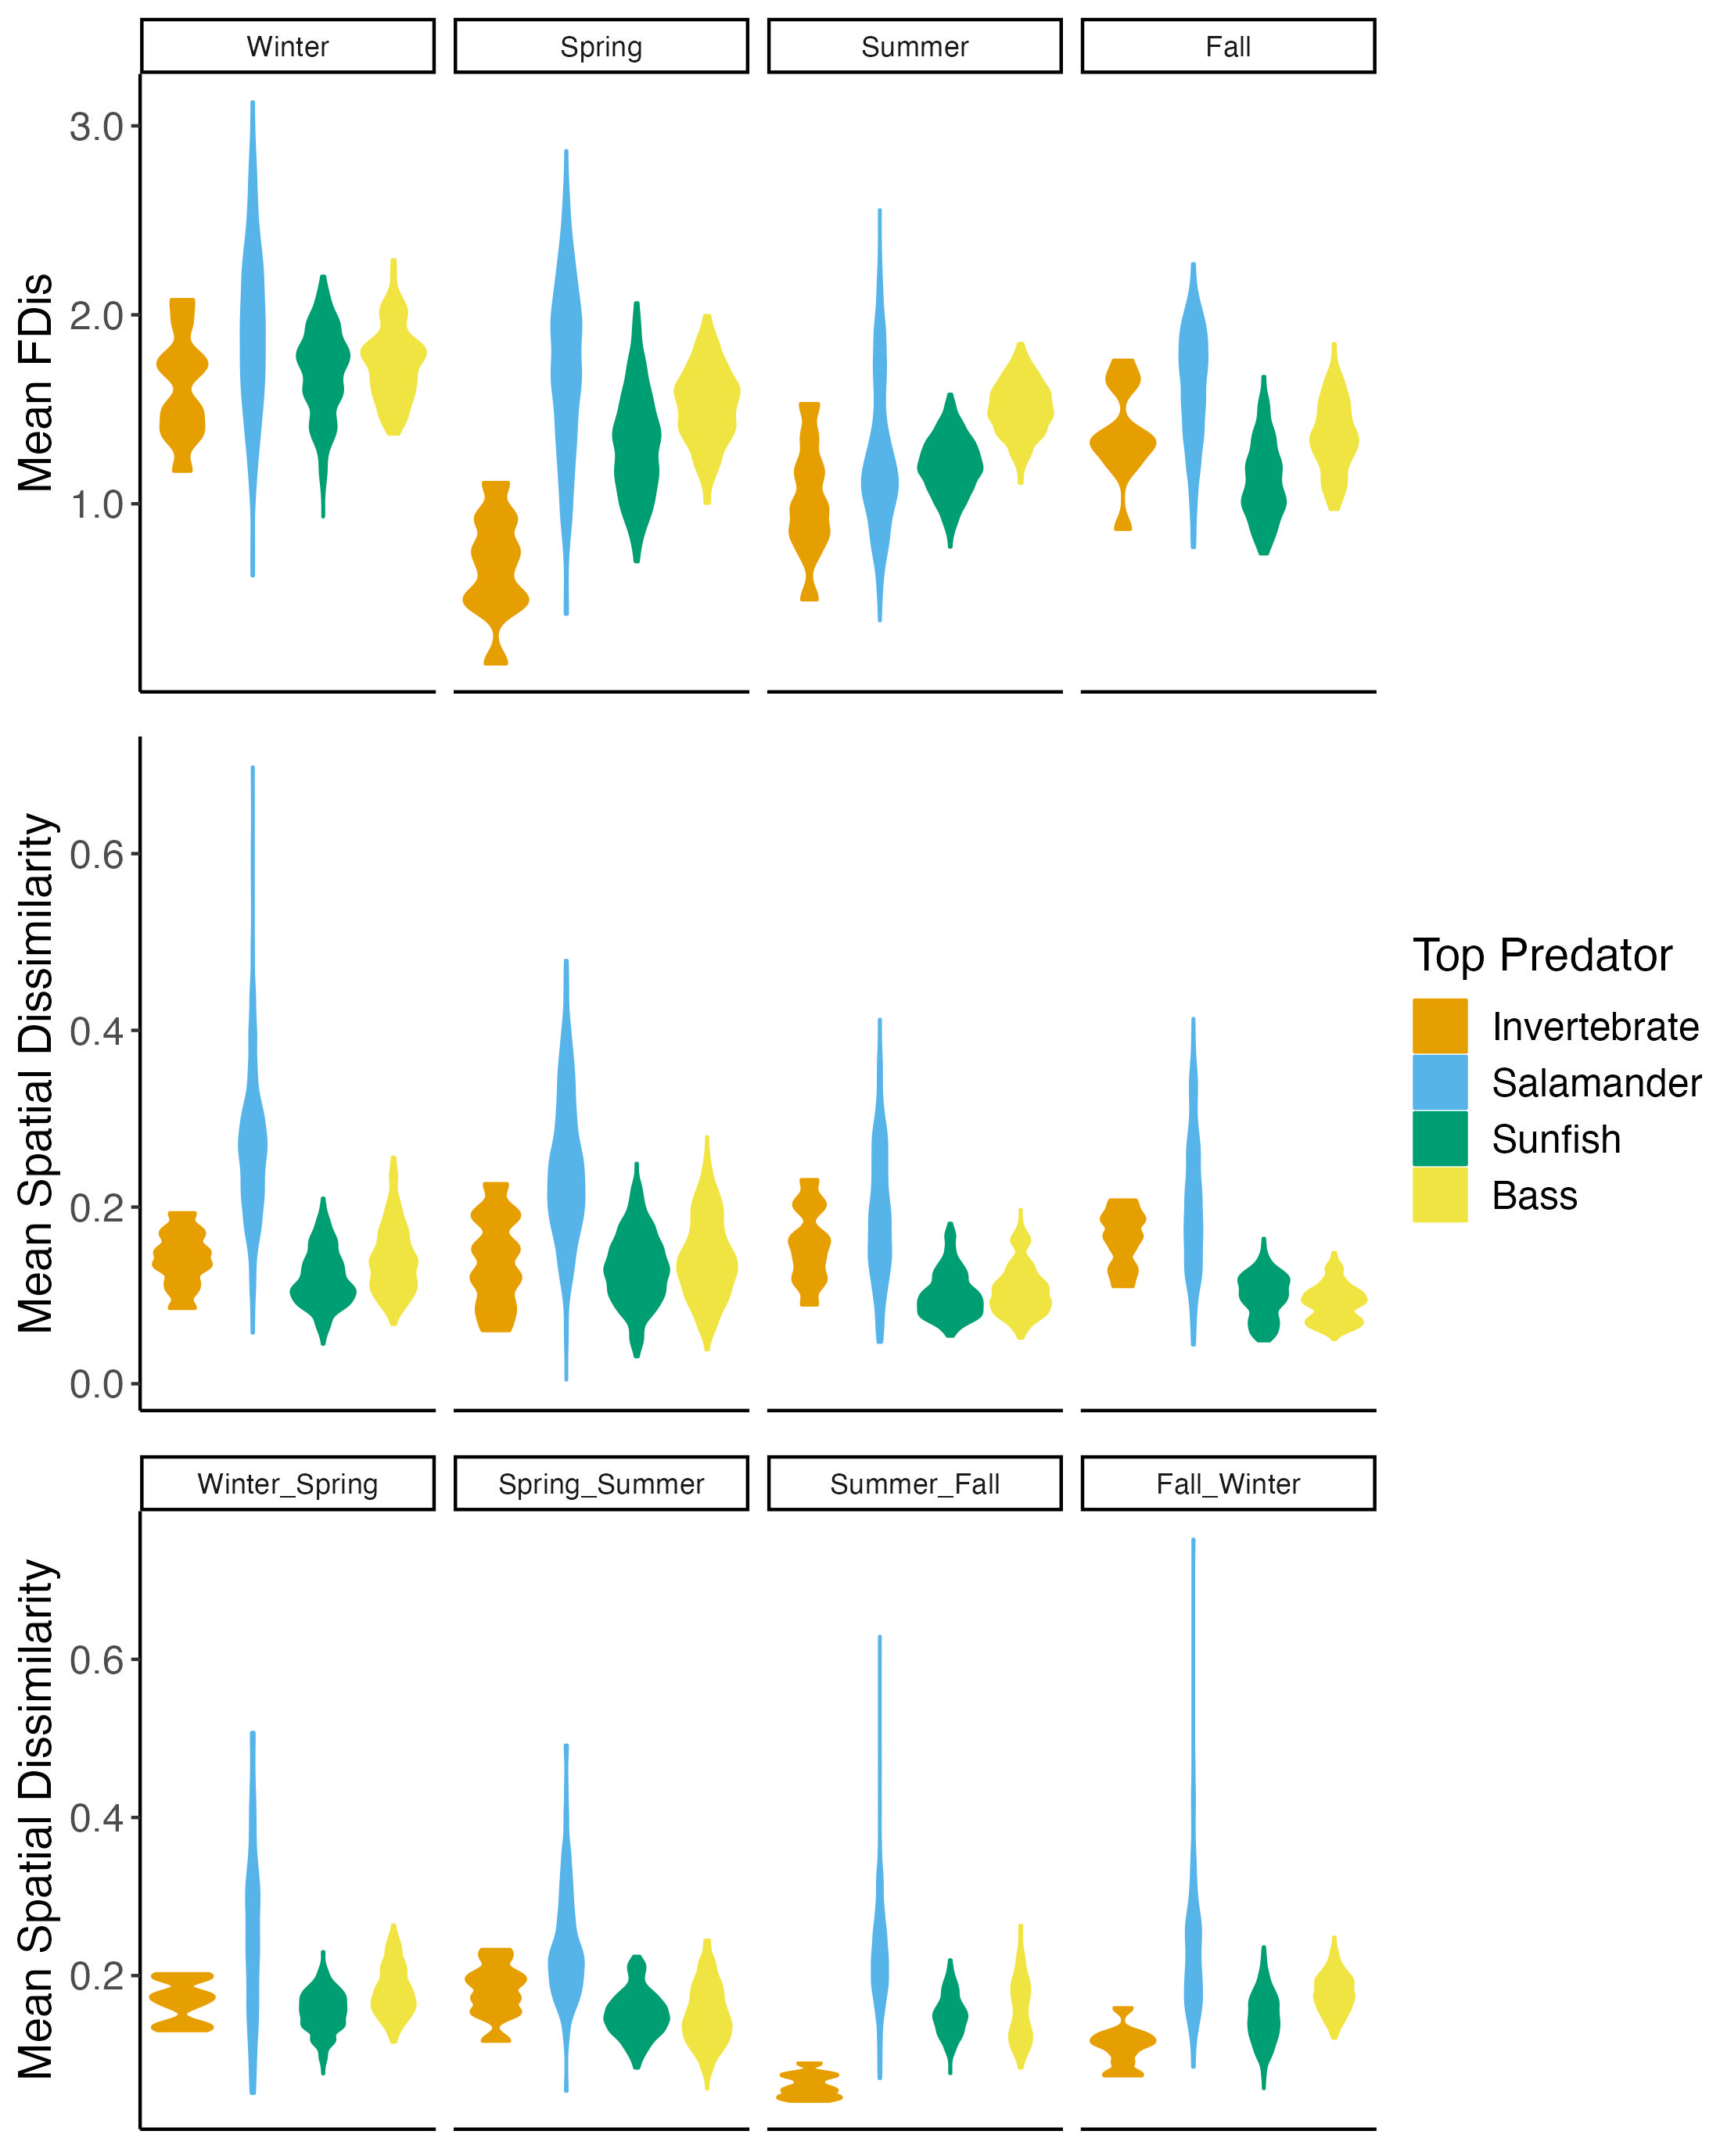 Winter Spring Summer Fall
Mean FDis
3.0
2.0
1.0
Mean Spatial Dissimilarity
0.6
0.4
0.2
0.0
Top Predator
Invertebrate
Salamander
Sunfish
Bass
Winter_Spring Spring_Summer Summer_Fall Fall_Winter
Mean Spatial Dissimilarity
0.6
0.4
0.2